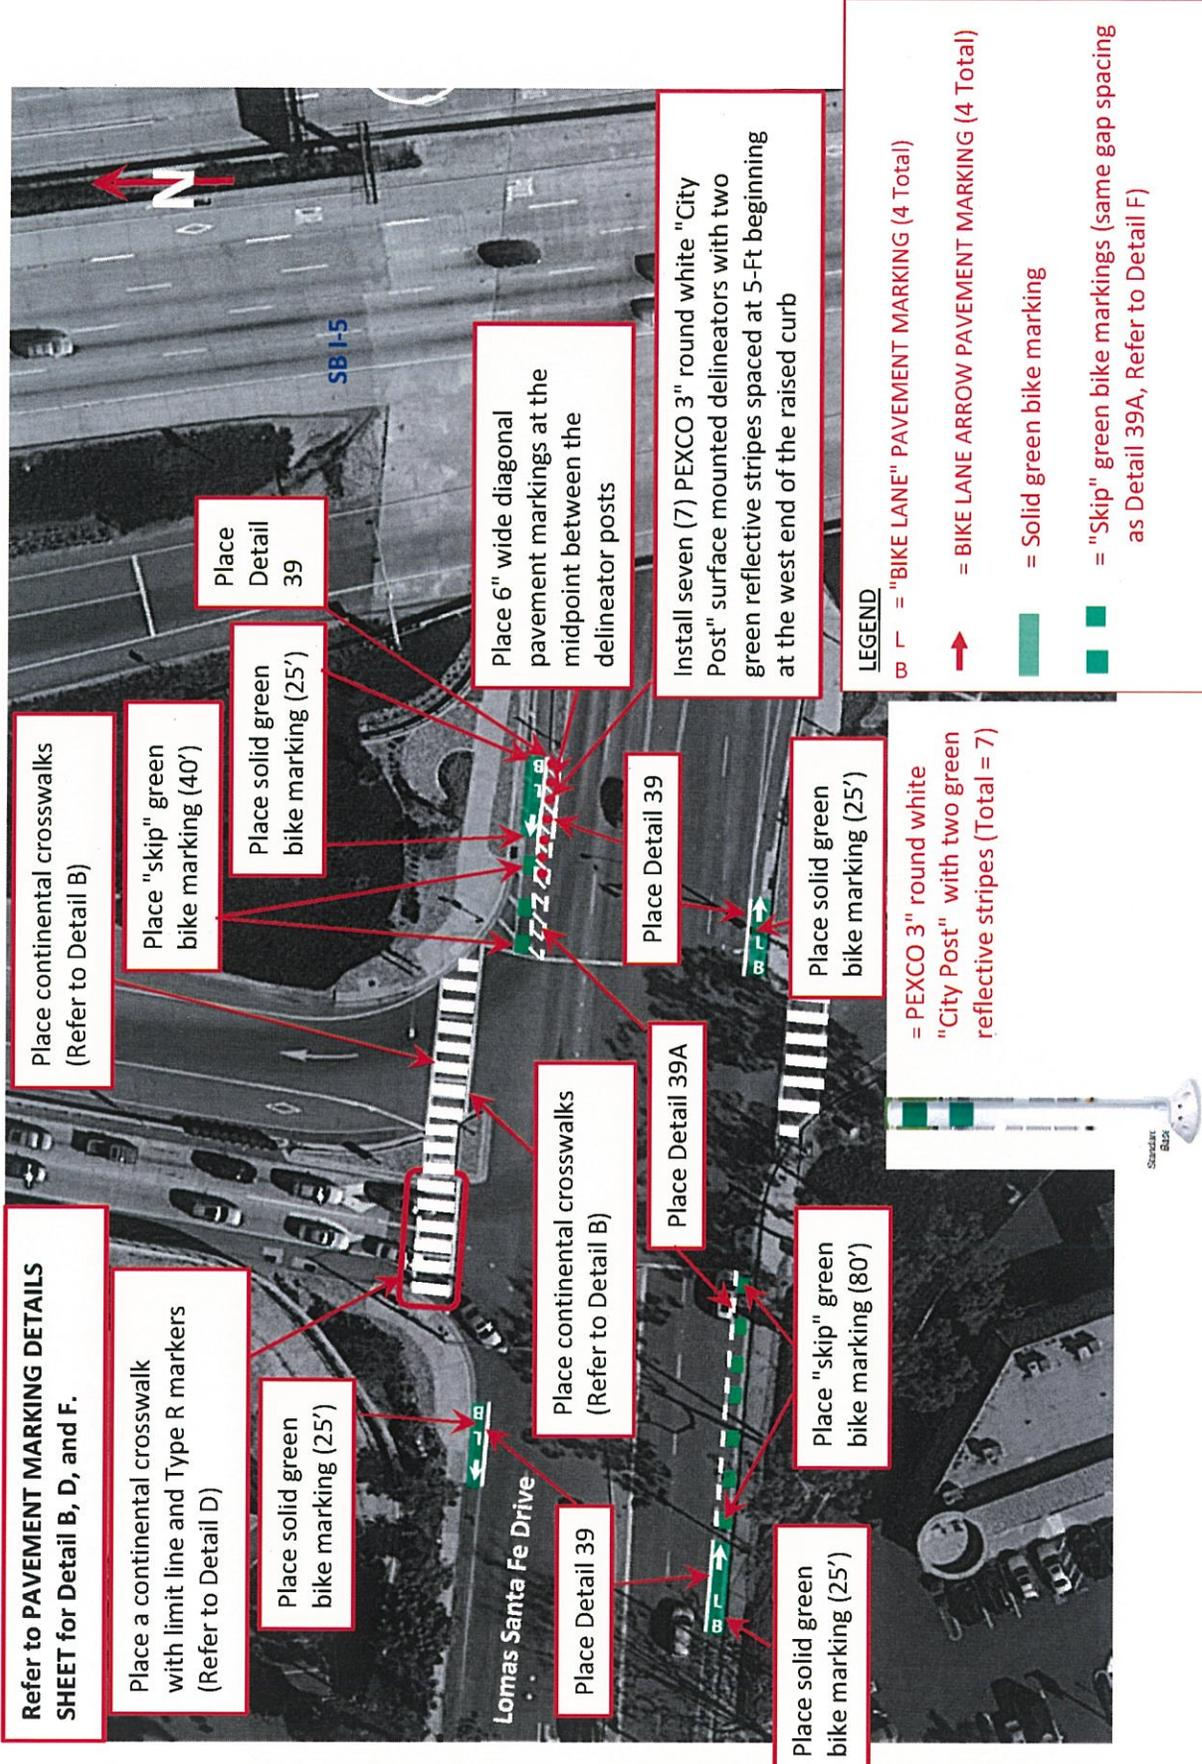 Refer to PAVEMENT MARKING DETAILS
SHEET for Detail B, D, and F.
Place a continental crosswalk
with limit line and Type R markers
(Refer to Detail D)
Place solid green
bike marking (25')
Place continental crosswalks
(Refer to Detail B)
Place "skip" green
bike marking (40')
Place solid green
bike marking (25')
Place
Detail
39
N
SB I-5
Place 6" wide diagonal
pavement markings at the
midpoint between the
delineator posts
Install seven (7) PEXCO 3" round white "City
Post" surface mounted delineators with two
green reflective stripes spaced at 5-Ft beginning
at the west end of the raised curb
Lomas Santa Fe Drive
B L
B L
B L
B L
Place Detail 39
Place continental crosswalks
(Refer to Detail B)
Place Detail 39A
Place Detail 39
Place solid green
bike marking (25')
Place "skip" green
bike marking (80')
Place solid green
bike marking (25')
= PEXCO 3" round white
"City Post" with two green
reflective stripes (Total = 7)
Standard
Base
LEGEND
B L = "BIKE LANE" PAVEMENT MARKING (4 Total)
= BIKE LANE ARROW PAVEMENT MARKING (4 Total)
= Solid green bike marking
= "Skip" green bike markings (same gap spacing
as Detail 39A, Refer to Detail F)